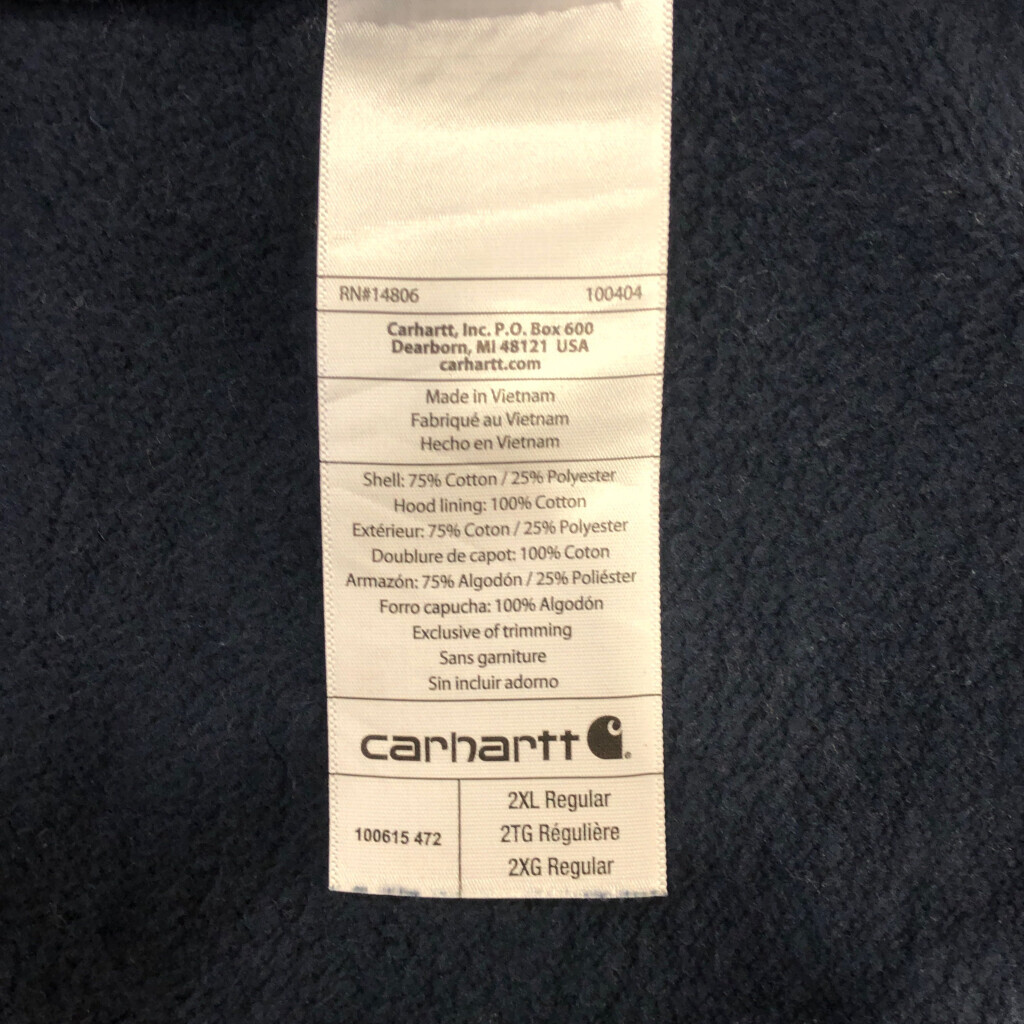 RN#14806 100404
Carhartt, Inc. P.O. Box 600
Dearborn, MI 48121 USA
carhartt.com
Made in Vietnam
Fabriqué au Vietnam
Hecho en Vietnam
Shell: 75% Cotton / 25% Polyester
Hood lining: 100% Cotton
Extérieur: 75% Coton / 25% Polyester
Doublure de capot: 100% Coton
Armazón: 75% Algodón / 25% Poliéster
Forro capucha: 100% Algodón
Exclusive of trimming
Sans garniture
Sin incluir adorno
carhartt
100615 472
2XL Regular
2TG Régulière
2XG Regular